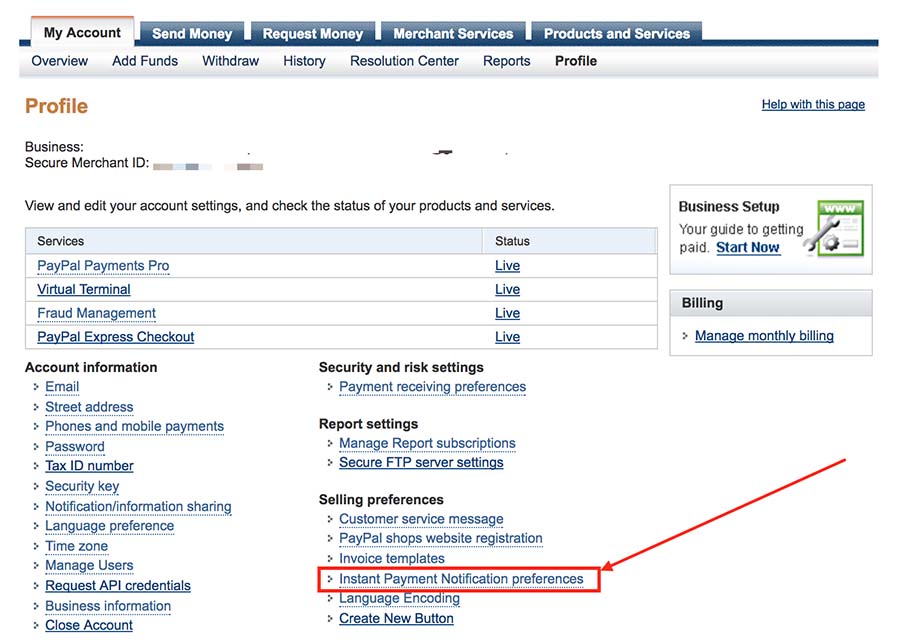 My Account Send Money Request Money Merchant Services Products and Services
Overview Add Funds Withdraw History Resolution Center Reports Profile
Profile
Help with this page
Business:
Secure Merchant ID:
View and edit your account settings, and check the status of your products and services.
Services Status
PayPal Payments Pro Live
Virtual Terminal Live
Fraud Management Live
PayPal Express Checkout Live
Business Setup
Your guide to getting
paid. Start Now
www
Billing
Manage monthly billing
Account information
Email
Street address
Phones and mobile payments
Password
Tax ID number
Security key
Notification/information sharing
Language preference
Time zone
Manage Users
Request API credentials
Business information
Close Account
Security and risk settings
Payment receiving preferences
Report settings
Manage Report subscriptions
Secure FTP server settings
Selling preferences
Customer service message
PayPal shops website registration
Invoice templates
Instant Payment Notification preferences
Language Encoding
Create New Button